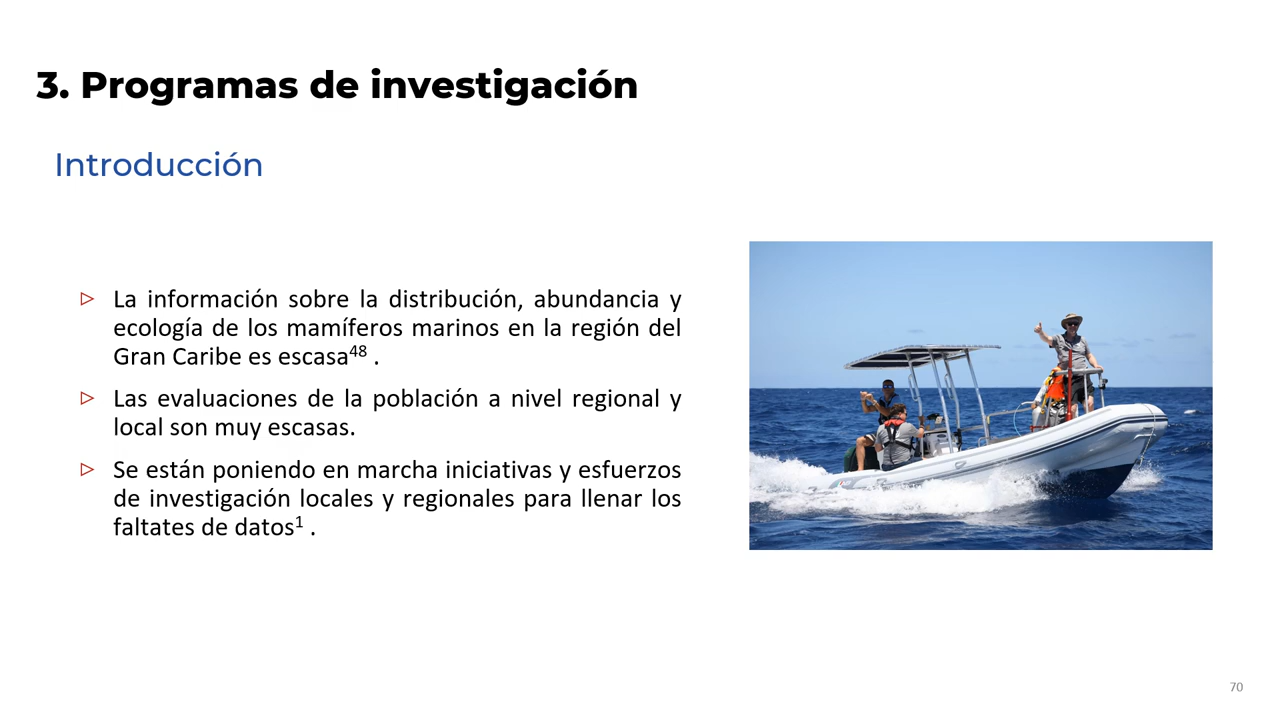 3. Programas de investigación
Introducción
▷ La información sobre la distribución, abundancia y
ecología de los mamíferos marinos en la región del
Gran Caribe es escasa48 .
▷ Las evaluaciones de la población a nivel regional y
local son muy escasas.
▷ Se están poniendo en marcha iniciativas y esfuerzos
de investigación locales y regionales para llenar los
faltates de datos1 .
70